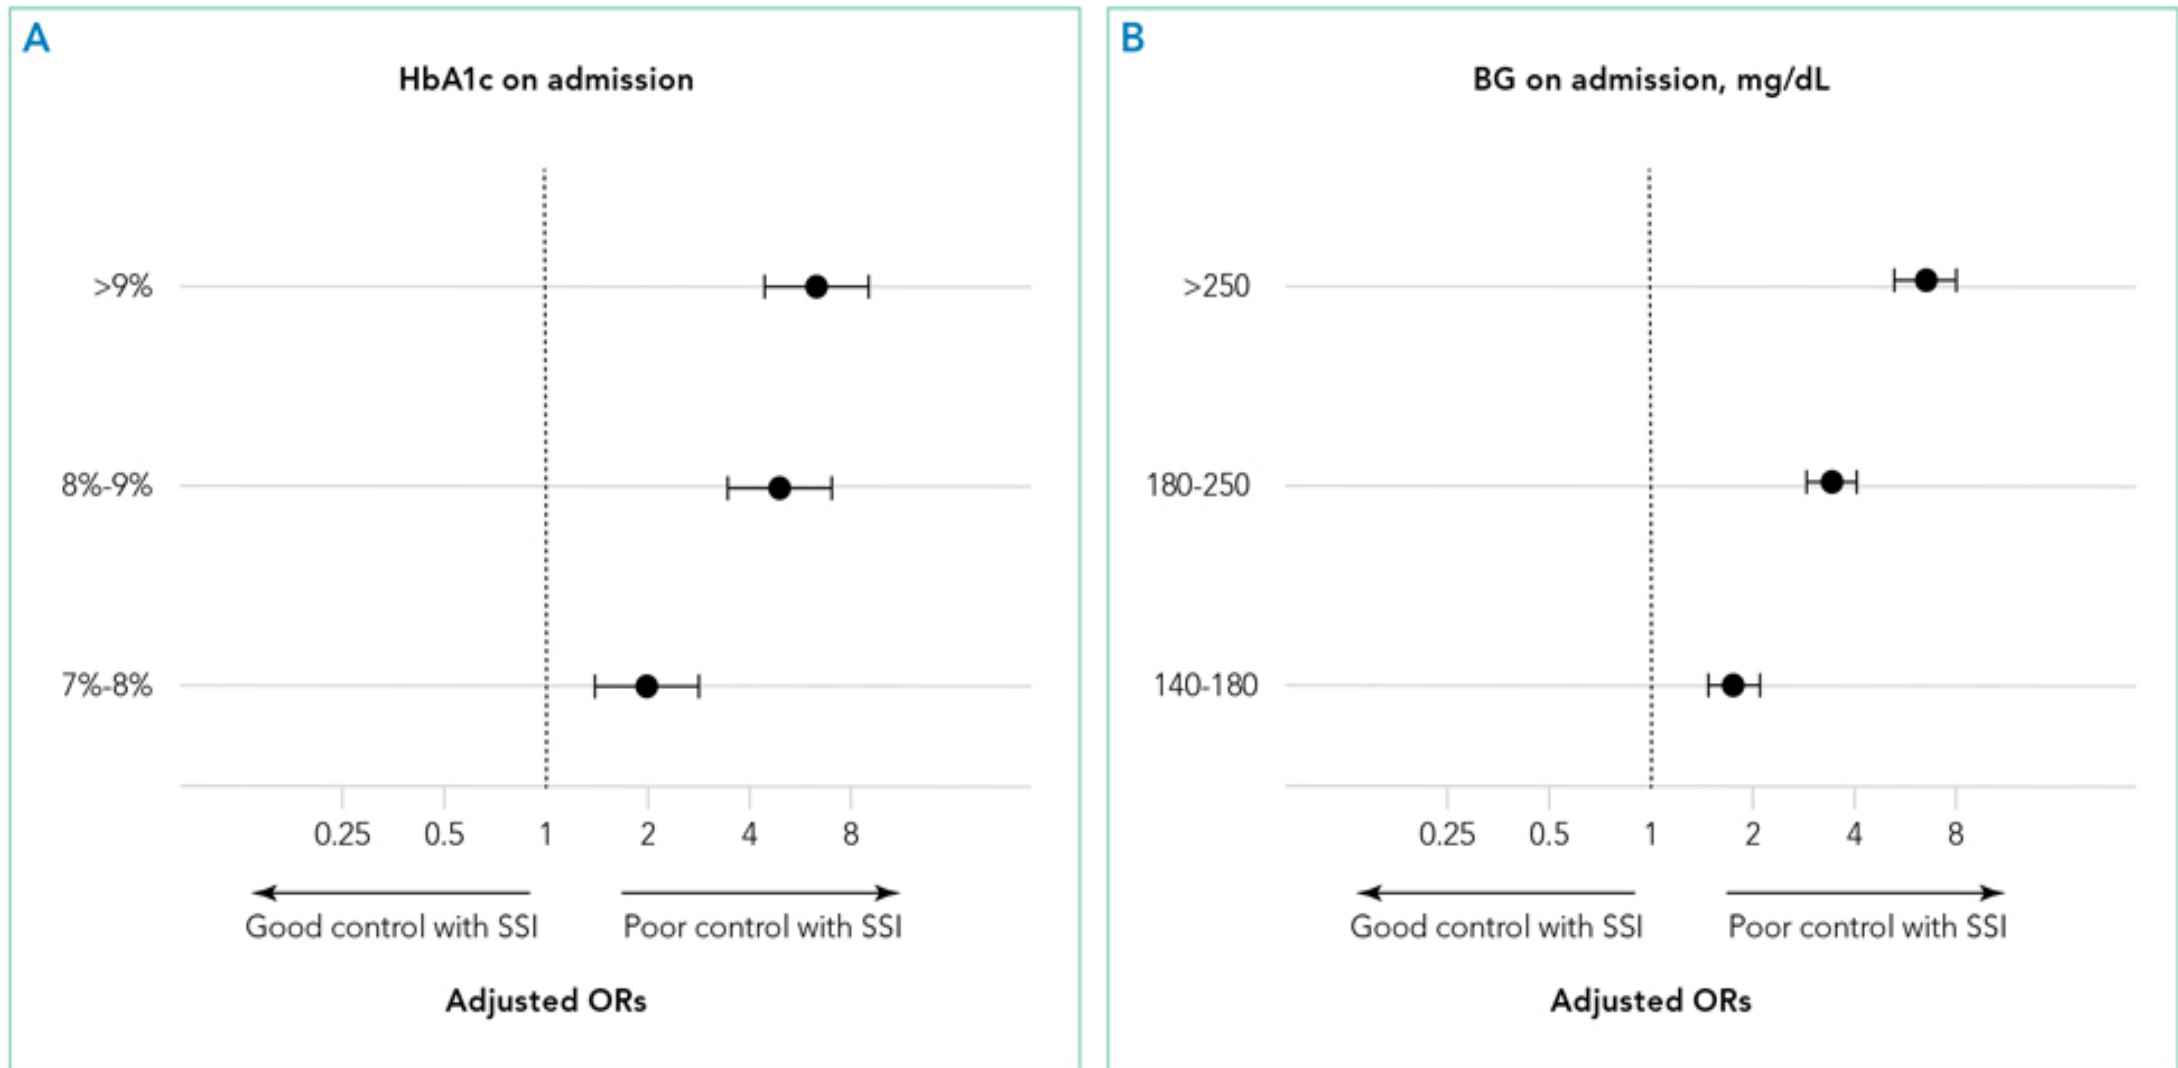 A
HbA1c on admission
>9%
8%-9%
7%-8%
0.25 0.5 1 2 4 8
Good control with SSI Poor control with SSI
Adjusted ORs
B
BG on admission, mg/dL
>250
180-250
140-180
0.25 0.5 1 2 4 8
Good control with SSI Poor control with SSI
Adjusted ORs